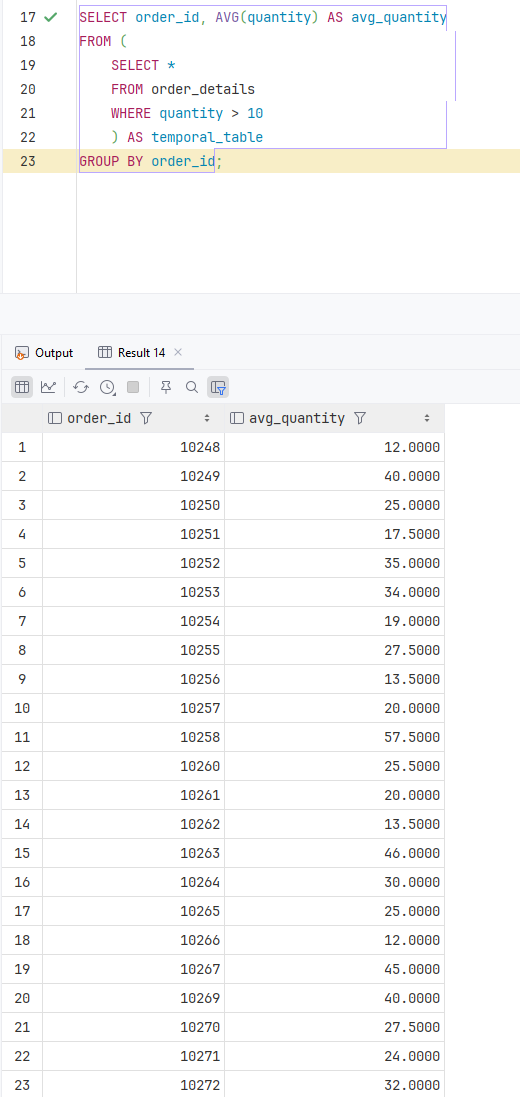 17 SELECT order_id, AVG(quantity) AS avg_quantity
18 FROM (
19 SELECT *
20 FROM order_details
21 WHERE quantity > 10
22 ) AS temporal_table
23 GROUP BY order_id;
Output Result 14 ×
order_id avg_quantity
1 10248 12.0000
2 10249 40.0000
3 10250 25.0000
4 10251 17.5000
5 10252 35.0000
6 10253 34.0000
7 10254 19.0000
8 10255 27.5000
9 10256 13.5000
10 10257 20.0000
11 10258 57.5000
12 10260 25.5000
13 10261 20.0000
14 10262 13.5000
15 10263 46.0000
16 10264 30.0000
17 10265 25.0000
18 10266 12.0000
19 10267 45.0000
20 10269 40.0000
21 10270 27.5000
22 10271 24.0000
23 10272 32.0000